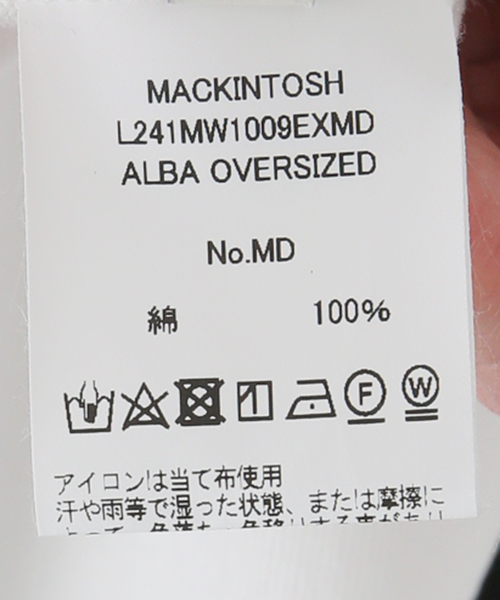 MACKINTOSH
L241MW1009EXMD
ALBA OVERSIZED
No.MD
綿 100%
F W
アイロンは当て布使用
汗や雨等で湿った状態、または摩擦に